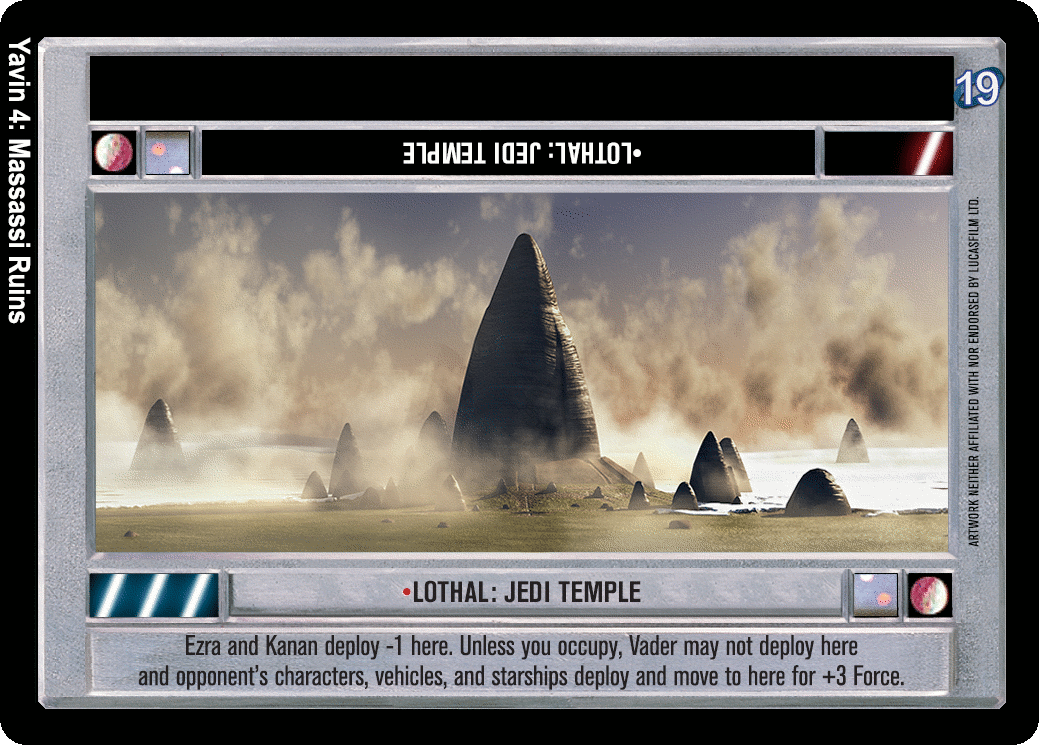 Yavin 4: Massassi Ruins
19
•LOTHAL: JEDI TEMPLE
ARTWORK NEITHER AFFILIATED WITH NOR ENDORSED BY LUCASFILM LTD.
•LOTHAL: JEDI TEMPLE
Ezra and Kanan deploy -1 here. Unless you occupy, Vader may not deploy here
and opponent's characters, vehicles, and starships deploy and move to here for +3 Force.